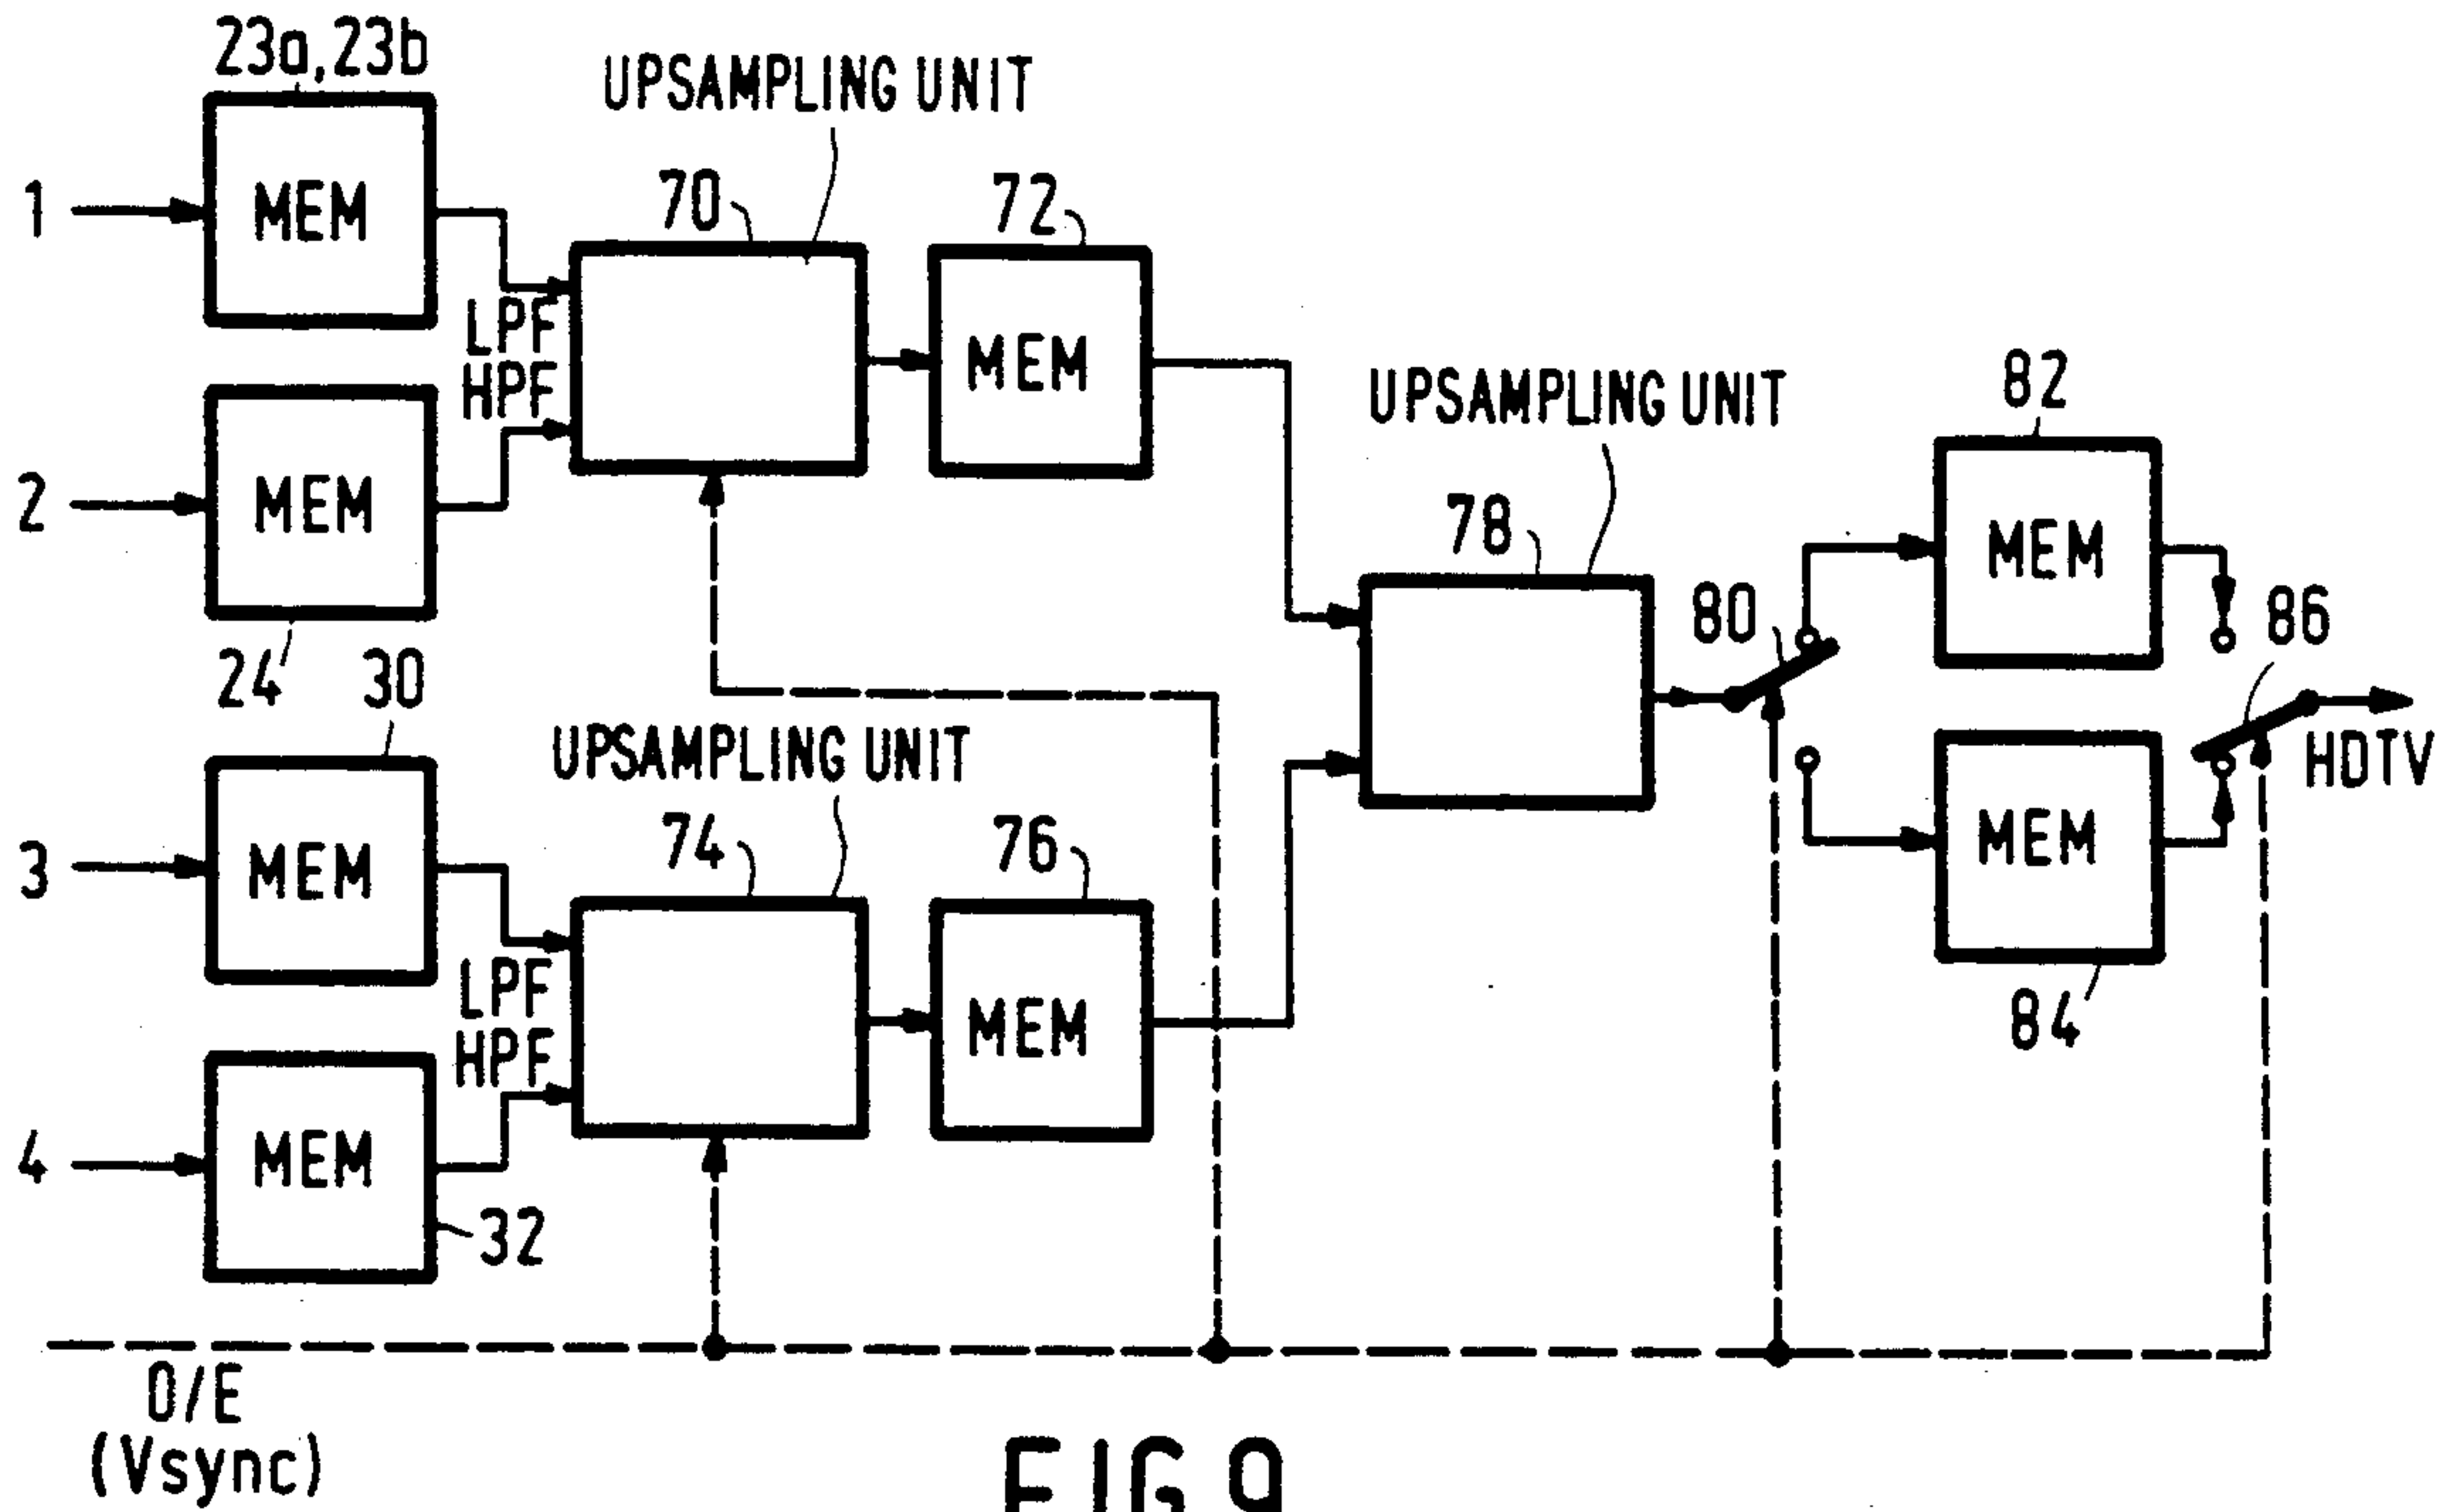 23a, 23b
UPSAMPLING UNIT
1
MEM
70
72
LPF
HPF
MEM
2
MEM
24
UPSAMPLING UNIT
78
80
82
MEM
86
HDTV
MEM
84
30
UPSAMPLING UNIT
3
MEM
74
76
LPF
HPF
MEM
4
MEM
32
O/E
(Vsync)
FIG.9